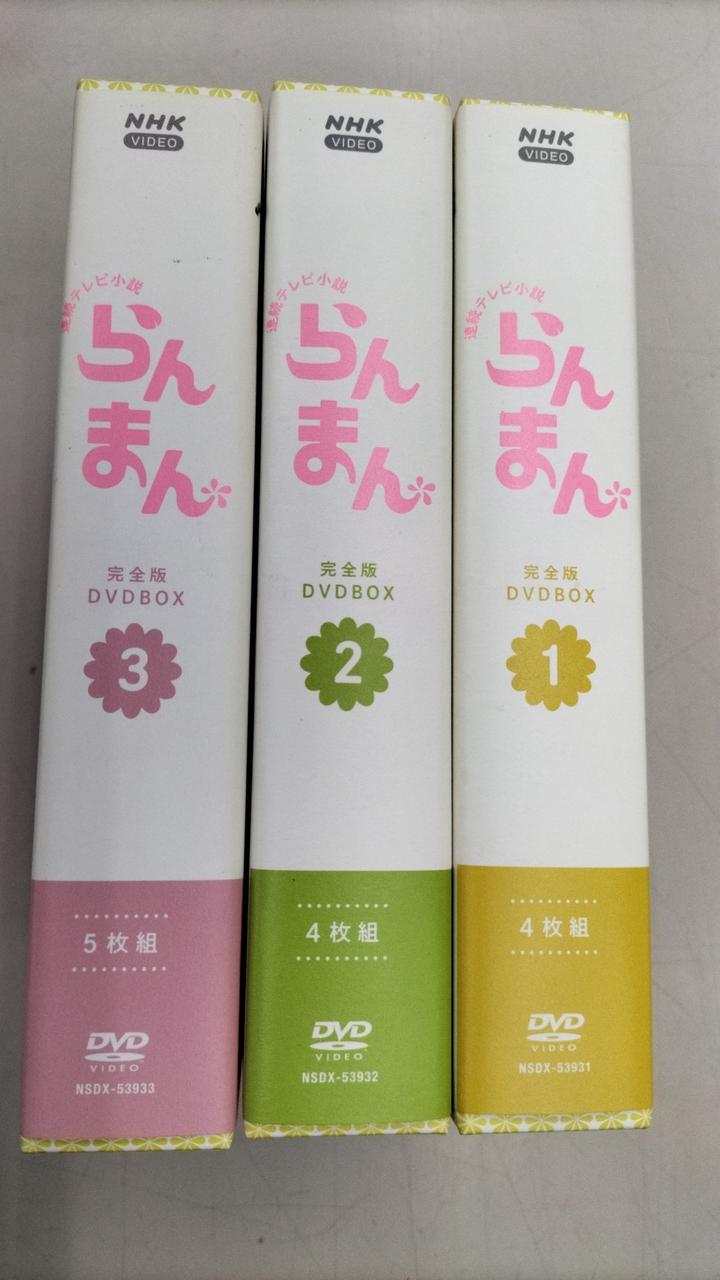 NHK
VIDEO
連続テレビ小説
らん
まん
完全版
DVDBOX
3
5枚組
DVD
VIDEO
NSDX-53933
NHK
VIDEO
連続テレビ小説
らん
まん
完全版
DVDBOX
2
4枚組
DVD
VIDEO
NSDX-53932
NHK
VIDEO
連続テレビ小説
らん
まん
完全版
DVDBOX
1
4枚組
DVD
VIDEO
NSDX-53931